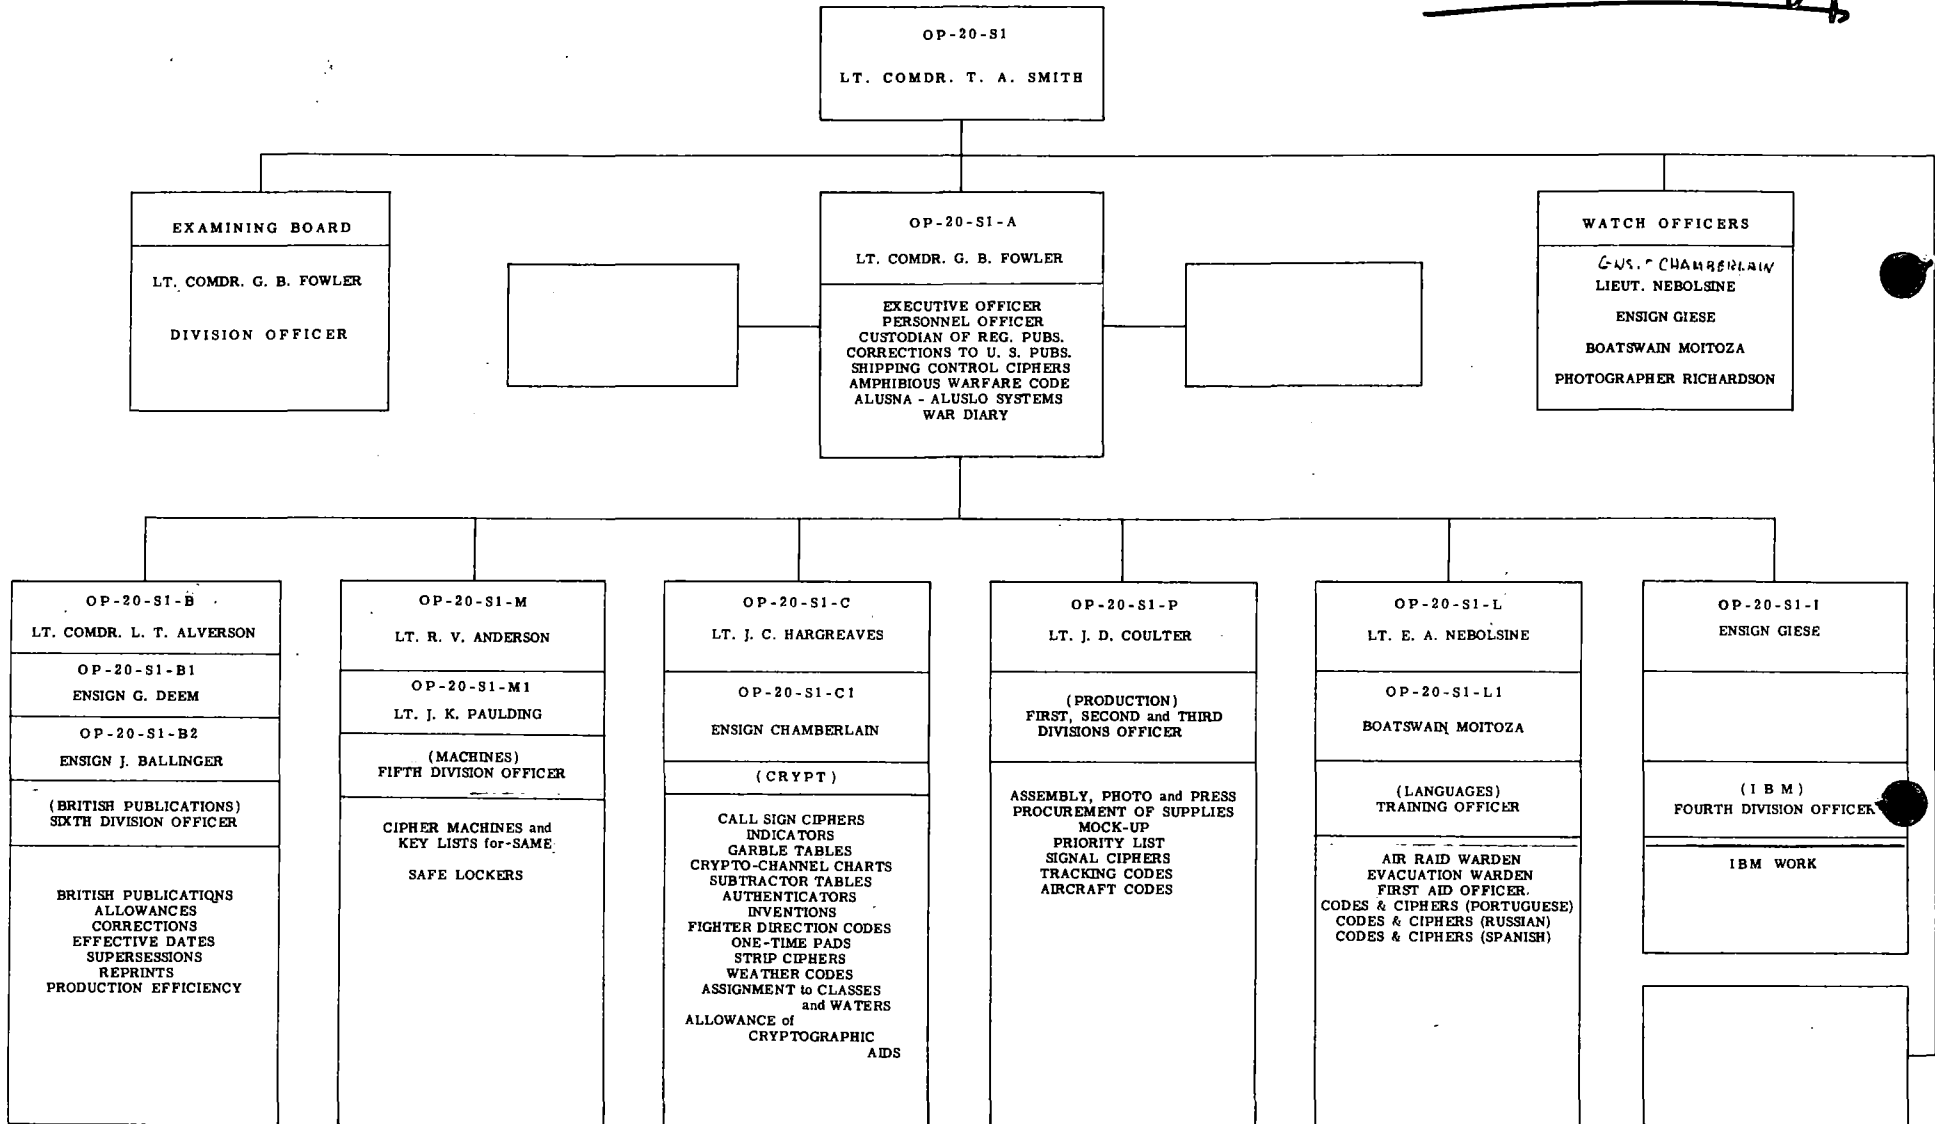 OP-20-S1
LT. COMDR. T. A. SMITH
EXAMINING BOARD
LT. COMDR. G. B. FOWLER
DIVISION OFFICER
OP-20-S1-A
LT. COMDR. G. B. FOWLER
EXECUTIVE OFFICER
PERSONNEL OFFICER
CUSTODIAN OF REG. PUBS.
CORRECTIONS TO U. S. PUBS.
SHIPPING CONTROL CIPHERS
AMPHIBIOUS WARFARE CODE
ALUSNA - ALUSLO SYSTEMS
WAR DIARY
WATCH OFFICERS
ENS. CHAMBERLAIN
LIEUT. NEBOLSINE
ENSIGN GIESE
BOATSWAIN MOITOZA
PHOTOGRAPHER RICHARDSON
OP-20-S1-B
LT. COMDR. L. T. ALVERSON
OP-20-S1-B1
ENSIGN G. DEEM
OP-20-S1-B2
ENSIGN J. BALLINGER
(BRITISH PUBLICATIONS)
SIXTH DIVISION OFFICER
BRITISH PUBLICATIONS
ALLOWANCES
CORRECTIONS
EFFECTIVE DATES
SUPERSESSIONS
REPRINTS
PRODUCTION EFFICIENCY
OP-20-S1-M
LT. R. V. ANDERSON
OP-20-S1-M1
LT. J. K. PAULDING
(MACHINES)
FIFTH DIVISION OFFICER
CIPHER MACHINES and
KEY LISTS for-SAME
SAFE LOCKERS
OP-20-S1-C
LT. J. C. HARGREAVES
OP-20-S1-C1
ENSIGN CHAMBERLAIN
(CRYPT)
CALL SIGN CIPHERS
INDICATORS
GARBLE TABLES
CRYPTO-CHANNEL CHARTS
SUBTRACTOR TABLES
AUTHENTICATORS
INVENTIONS
FIGHTER DIRECTION CODES
ONE-TIME PADS
STRIP CIPHERS
WEATHER CODES
ASSIGNMENT to CLASSES
and WATERS
ALLOWANCE of
CRYPTOGRAPHIC
AIDS
OP-20-S1-P
LT. J. D. COULTER
(PRODUCTION)
FIRST, SECOND and THIRD
DIVISIONS OFFICER
ASSEMBLY, PHOTO and PRESS
PROCUREMENT OF SUPPLIES
MOCK-UP
PRIORITY LIST
SIGNAL CIPHERS
TRACKING CODES
AIRCRAFT CODES
OP-20-S1-L
LT. E. A. NEBOLSINE
OP-20-S1-L1
BOATSWAIN MOITOZA
(LANGUAGES)
TRAINING OFFICER
AIR RAID WARDEN
EVACUATION WARDEN
FIRST AID OFFICER.
CODES & CIPHERS (PORTUGUESE)
CODES & CIPHERS (RUSSIAN)
CODES & CIPHERS (SPANISH)
OP-20-S1-I
ENSIGN GIESE
(I B M)
FOURTH DIVISION OFFICER
IBM WORK